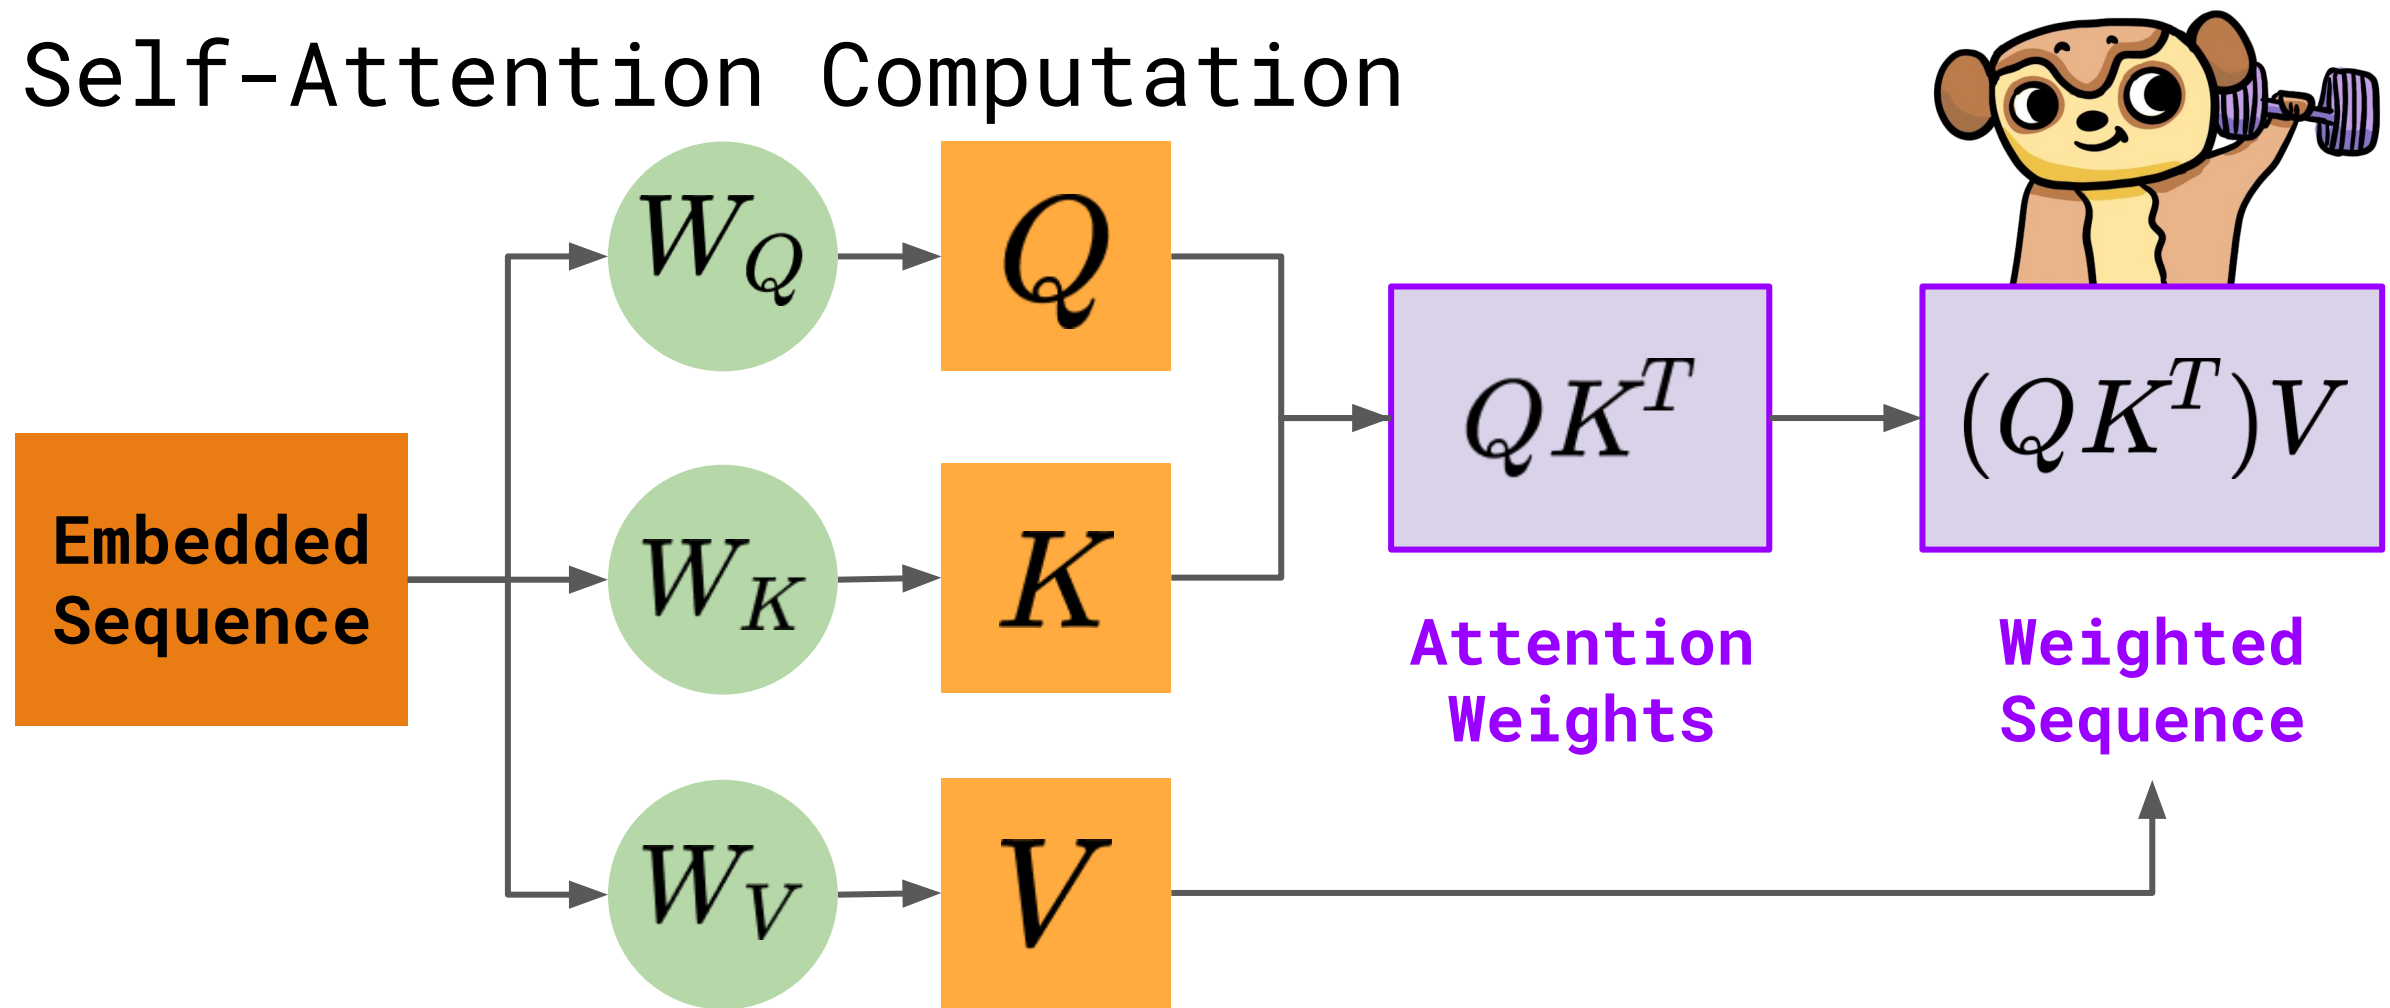 Self-Attention Computation
W_Q
Q
Embedded
Sequence
W_K
K
QK^T
(QK^T)V
Attention
Weights
Weighted
Sequence
W_V
V